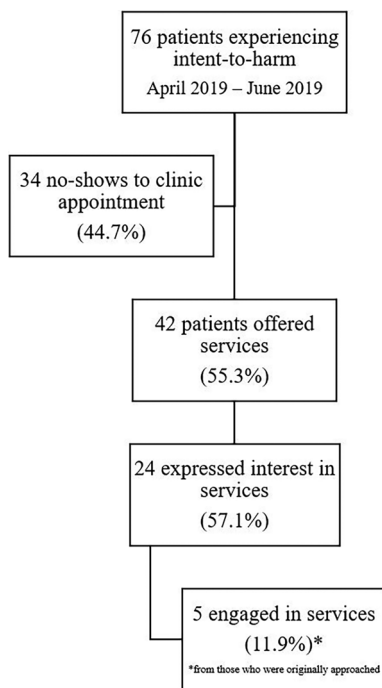 76 patients experiencing
intent-to-harm
April 2019 – June 2019
34 no-shows to clinic
appointment
(44.7%)
42 patients offered
services
(55.3%)
24 expressed interest in
services
(57.1%)
5 engaged in services
(11.9%)*
*from those who were originally approached